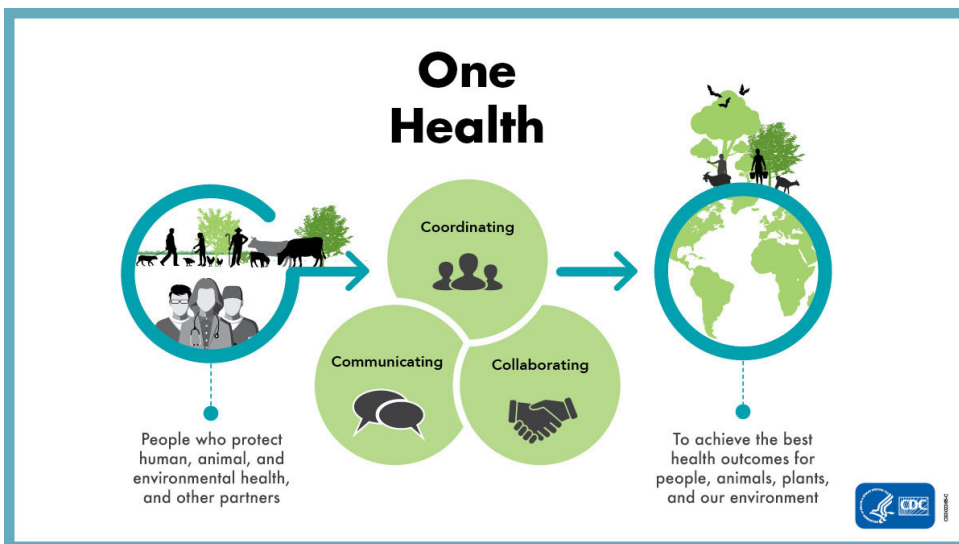 One
Health
Coordinating
Communicating
Collaborating
People who protect
human, animal, and
environmental health,
and other partners
To achieve the best
health outcomes for
people, animals, plants,
and our environment
CDC